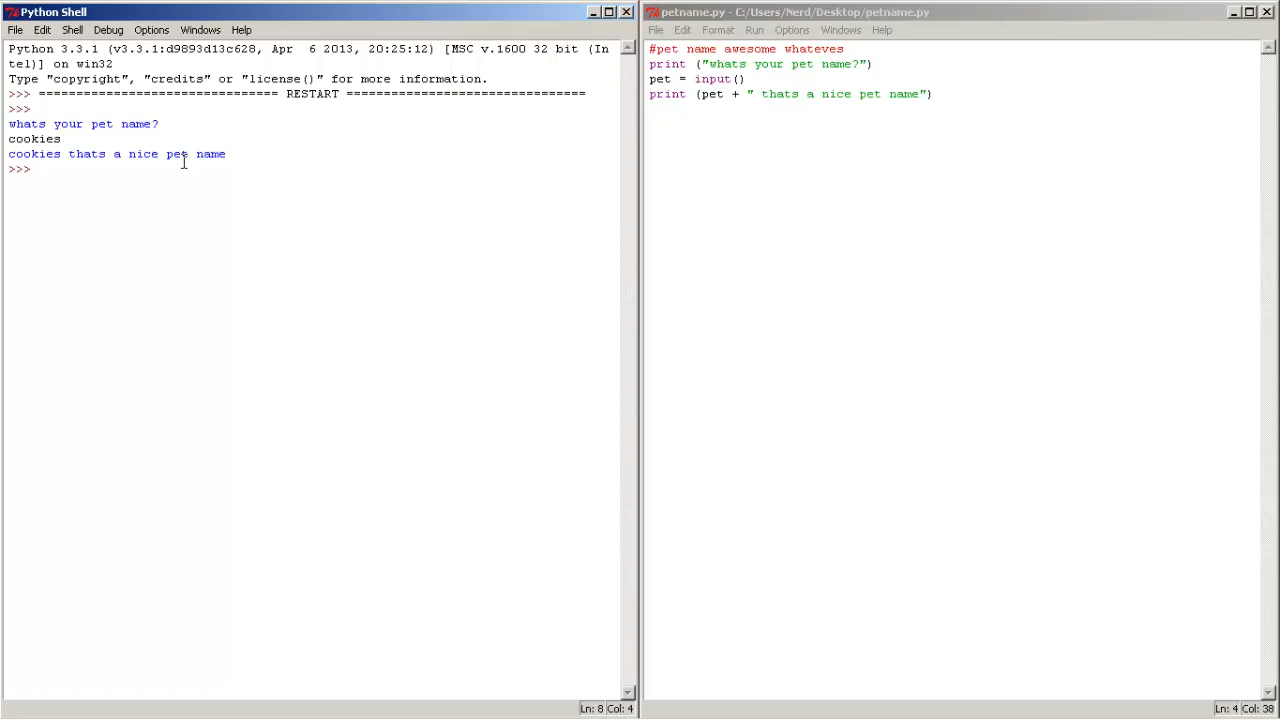 Python Shell
File Edit Shell Debug Options Windows Help
Python 3.3.1 (v3.3.1:d9893d13c628, Apr  6 2013, 20:25:12) [MSC v.1600 32 bit (In
tel)] on win32
Type "copyright", "credits" or "license()" for more information.
>>> ================================ RESTART ================================
>>>
whats your pet name?
cookies
cookies thats a nice pet name
>>>
Ln: 8 Col: 4
petname.py - C:/Users/Nerd/Desktop/petname.py
File Edit Format Run Options Windows Help
#pet name awesome whateves
print ("whats your pet name?")
pet = input()
print (pet + " thats a nice pet name")
Ln: 4 Col: 38